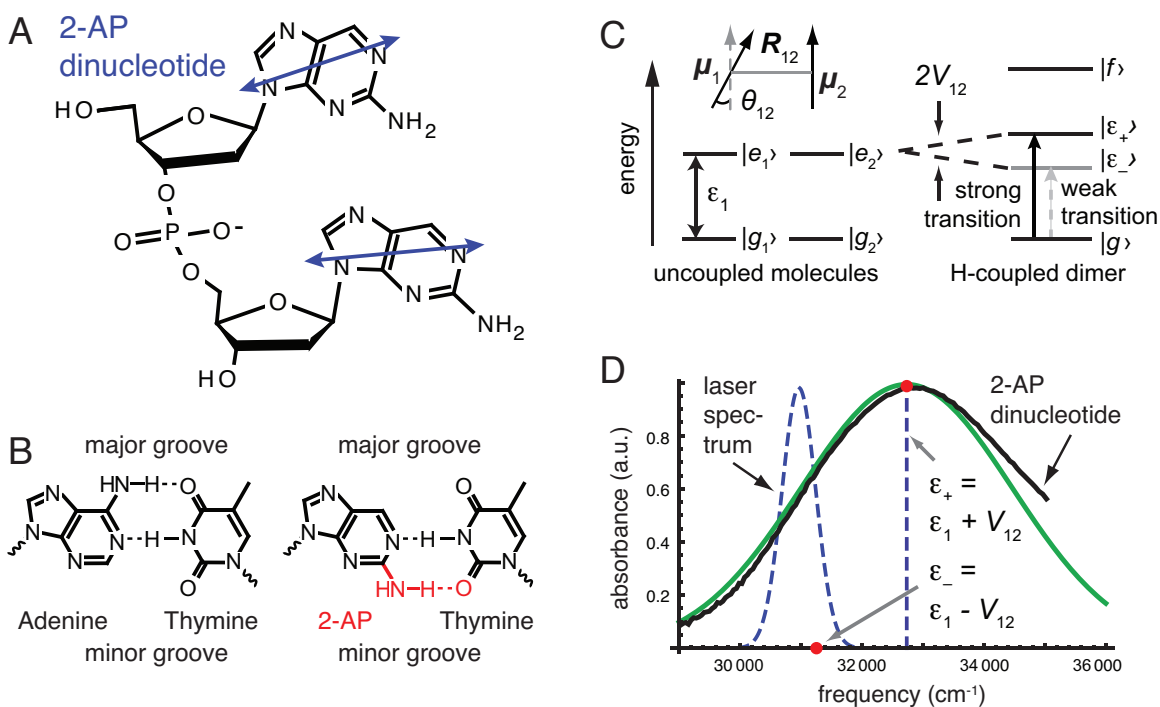 A
2-AP
dinucleotide
N
N
N
N
NH2
HO
O
O
P
O
O-
O
N
N
N
N
NH2
O
HO
B
major groove
major groove
N
N
N
N
HN
H
O
H
N
N
O
N
N
N
N
HN
H
H
O
N
N
O
Adenine
Thymine
2-AP
Thymine
minor groove
minor groove
C
energy
μ1
R12
μ2
θ12
|e1⟩
|e2⟩
ε1
|g1⟩
|g2⟩
uncoupled molecules
2V12
|f⟩
|ε+⟩
|ε-⟩
strong
transition
weak
transition
|g⟩
H-coupled dimer
D
laser
spec-
trum
2-AP
dinucleotide
ε+ =
ε1 + V12
ε- =
ε1 - V12
absorbance (a.u.)
0.8
0.6
0.4
0.2
30 000
32 000
34 000
36 000
frequency (cm-1)